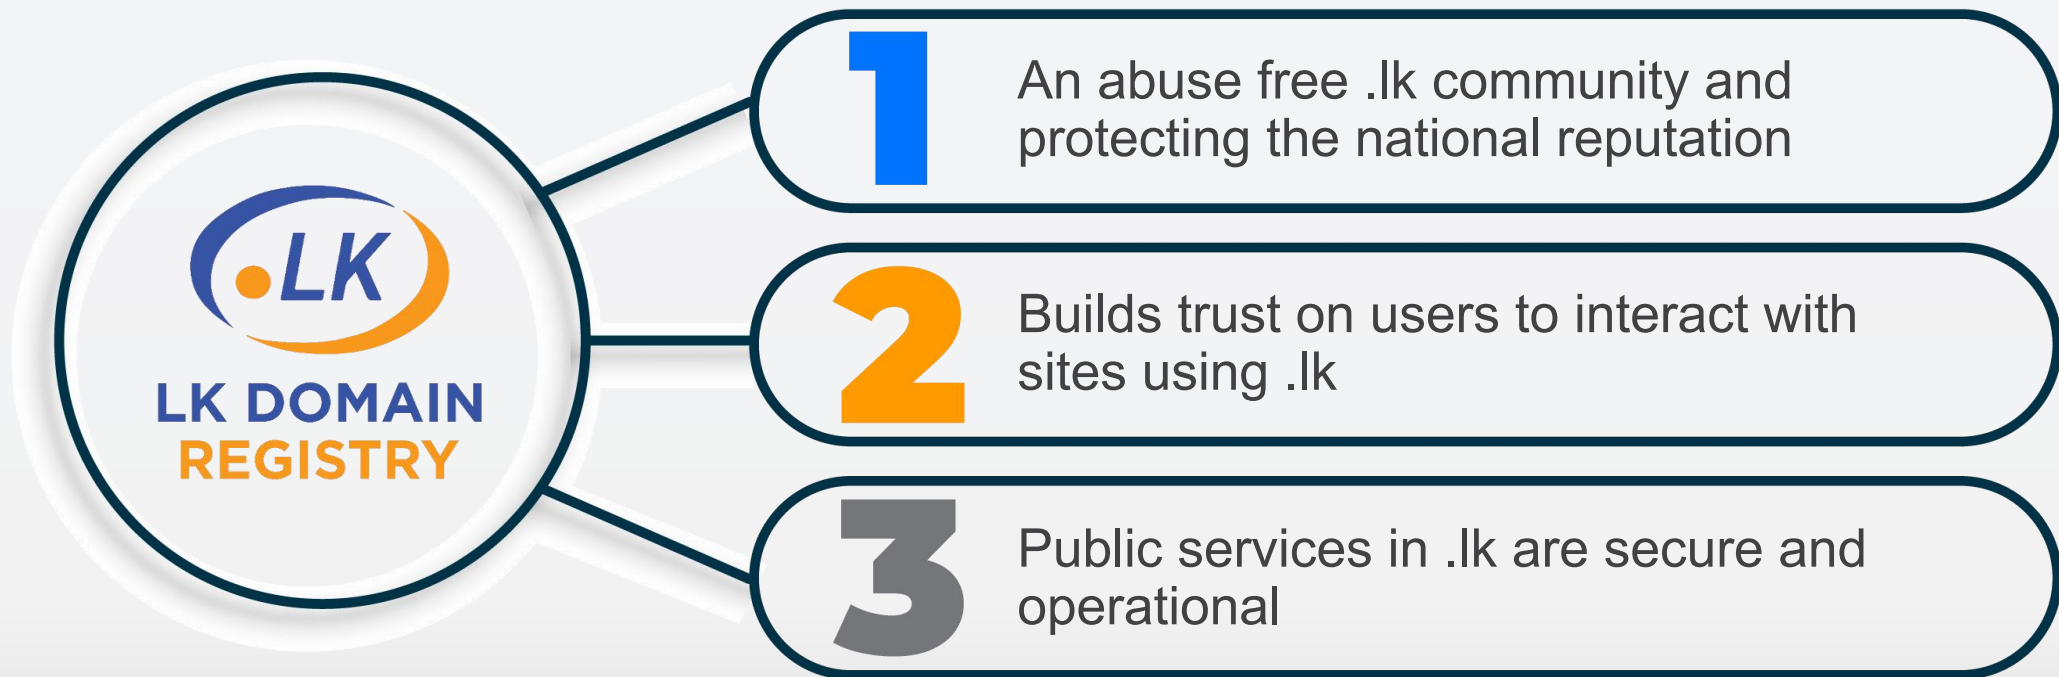 .LK
LK DOMAIN
REGISTRY
1
An abuse free .lk community and
protecting the national reputation
2
Builds trust on users to interact with
sites using .lk
3
Public services in .lk are secure and
operational